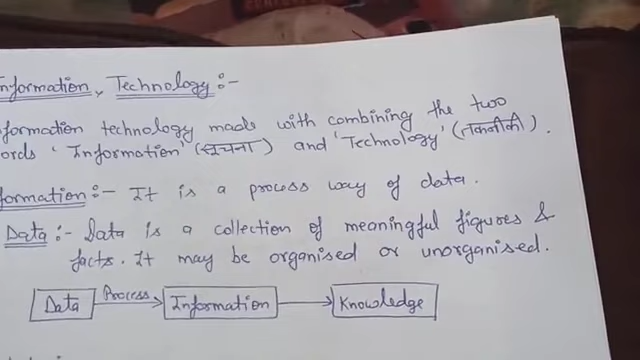 nformation, Technology :-
formation technology made with combining the two
ords 'Information' (सूचना) and 'Technology' (तकनीकी).
formation :- It is a process way of data.
Data :- Data is a collection of meaningful figures &
facts. It may be organised or unorganised.
Data Process Information Knowledge